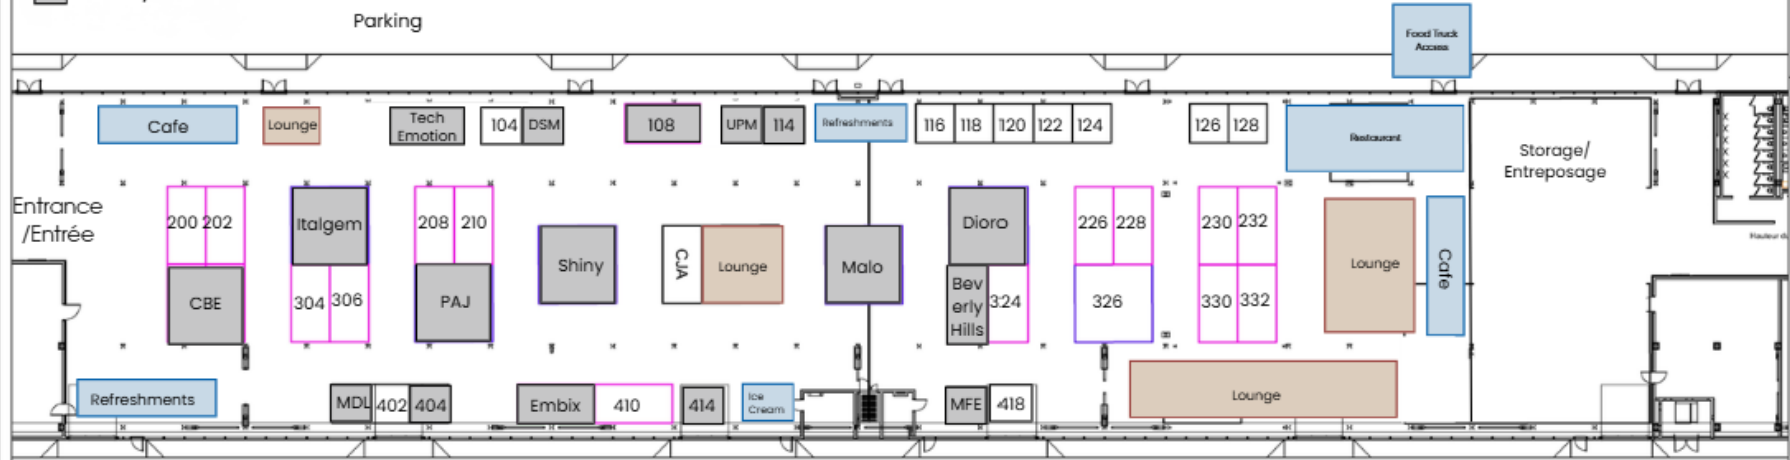 Parking
Food Truck
Access
Cafe
Lounge
Tech
Emotion
104
DSM
108
UPM
114
Refreshments
116
118
120
122
124
126
128
Restaurant
Storage/
Entreposage
Entrance
/Entrée
200
202
Italgem
208
210
Shiny
CJA
Lounge
Malo
Dioro
226
228
230
232
Lounge
Cafe
CBE
304
306
PAJ
Bev
erly
Hills
324
326
330
332
Refreshments
MDL
402
404
Embix
410
414
Ice
Cream
MFE
418
Lounge